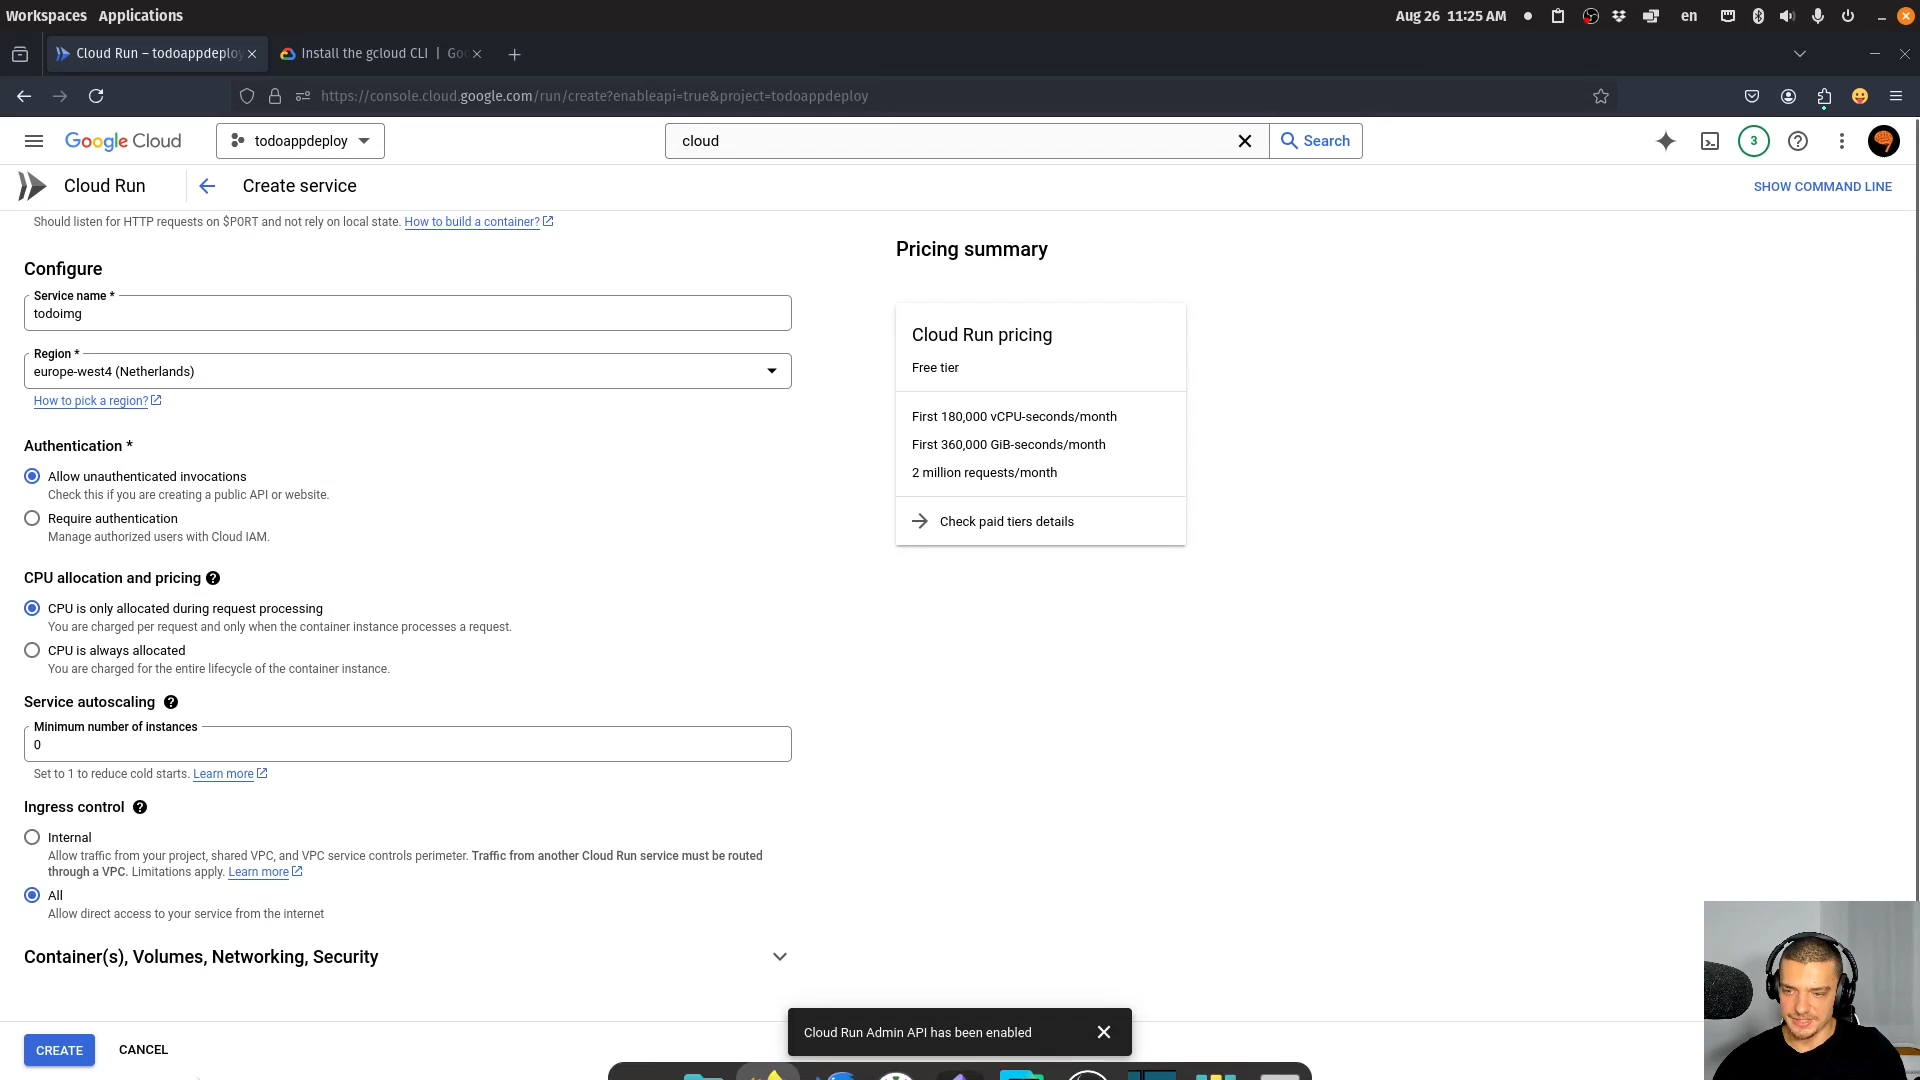 Workspaces Applications
Aug 26 11:25 AM
en
Cloud Run – todoappdeploy
Install the gcloud CLI | Goo
https://console.cloud.google.com/run/create?enableapi=true&project=todoappdeploy
Google Cloud
todoappdeploy
cloud
Search
3
Cloud Run
Create service
SHOW COMMAND LINE
Should listen for HTTP requests on $PORT and not rely on local state. How to build a container?
Pricing summary
Configure
Service name *
todoimg
Region *
europe-west4 (Netherlands)
How to pick a region?
Cloud Run pricing
Free tier
First 180,000 vCPU-seconds/month
First 360,000 GiB-seconds/month
2 million requests/month
Check paid tiers details
Authentication *
Allow unauthenticated invocations
Check this if you are creating a public API or website.
Require authentication
Manage authorized users with Cloud IAM.
CPU allocation and pricing
CPU is only allocated during request processing
You are charged per request and only when the container instance processes a request.
CPU is always allocated
You are charged for the entire lifecycle of the container instance.
Service autoscaling
Minimum number of instances
0
Set to 1 to reduce cold starts. Learn more
Ingress control
Internal
Allow traffic from your project, shared VPC, and VPC service controls perimeter. Traffic from another Cloud Run service must be routed
through a VPC. Limitations apply. Learn more
All
Allow direct access to your service from the internet
Container(s), Volumes, Networking, Security
Cloud Run Admin API has been enabled
CREATE
CANCEL